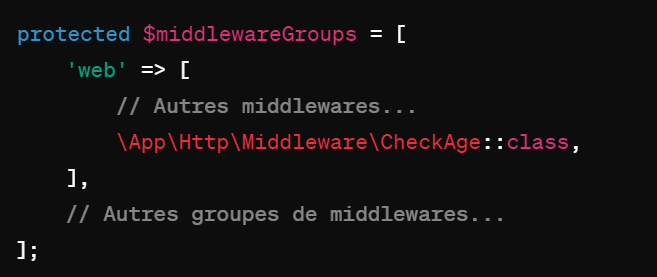 protected $middlewareGroups = [
    'web' => [
        // Autres middlewares...
        \App\Http\Middleware\CheckAge::class,
    ],
    // Autres groupes de middlewares...
];